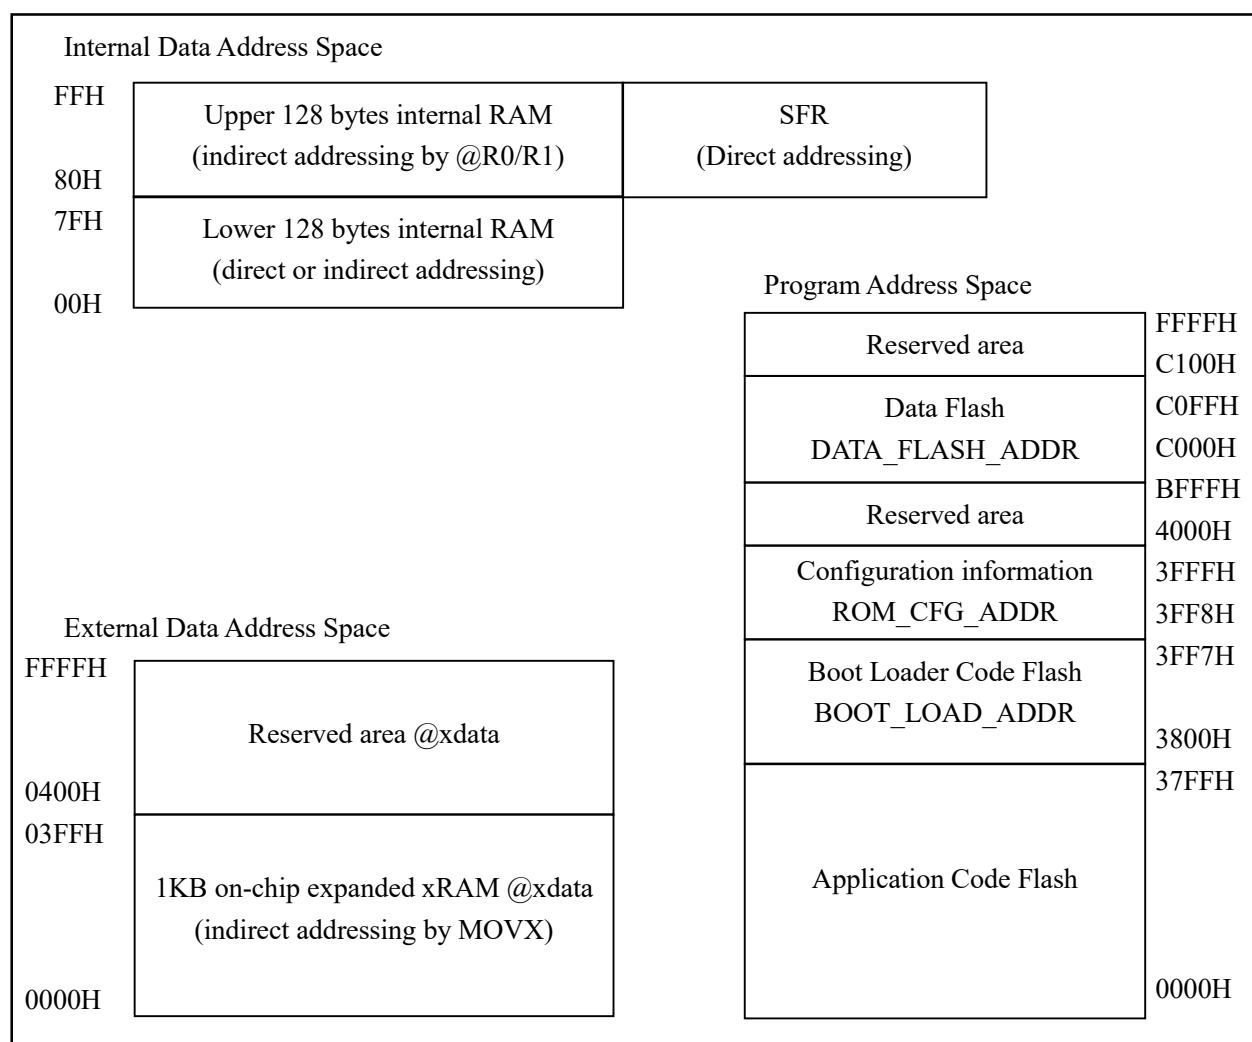 Internal Data Address Space
FFH
Upper 128 bytes internal RAM
(indirect addressing by @R0/R1)
80H
SFR
(Direct addressing)
7FH
Lower 128 bytes internal RAM
(direct or indirect addressing)
00H
Program Address Space
FFFFH
Reserved area
C100H
Data Flash
C0FFH
DATA_FLASH_ADDR
C000H
BFFFH
Reserved area
4000H
Configuration information
3FFFH
ROM_CFG_ADDR
3FF8H
3FF7H
Boot Loader Code Flash
BOOT_LOAD_ADDR
3800H
37FFH
Application Code Flash
0000H
External Data Address Space
FFFFH
Reserved area @xdata
0400H
03FFH
1KB on-chip expanded xRAM @xdata
(indirect addressing by MOVX)
0000H